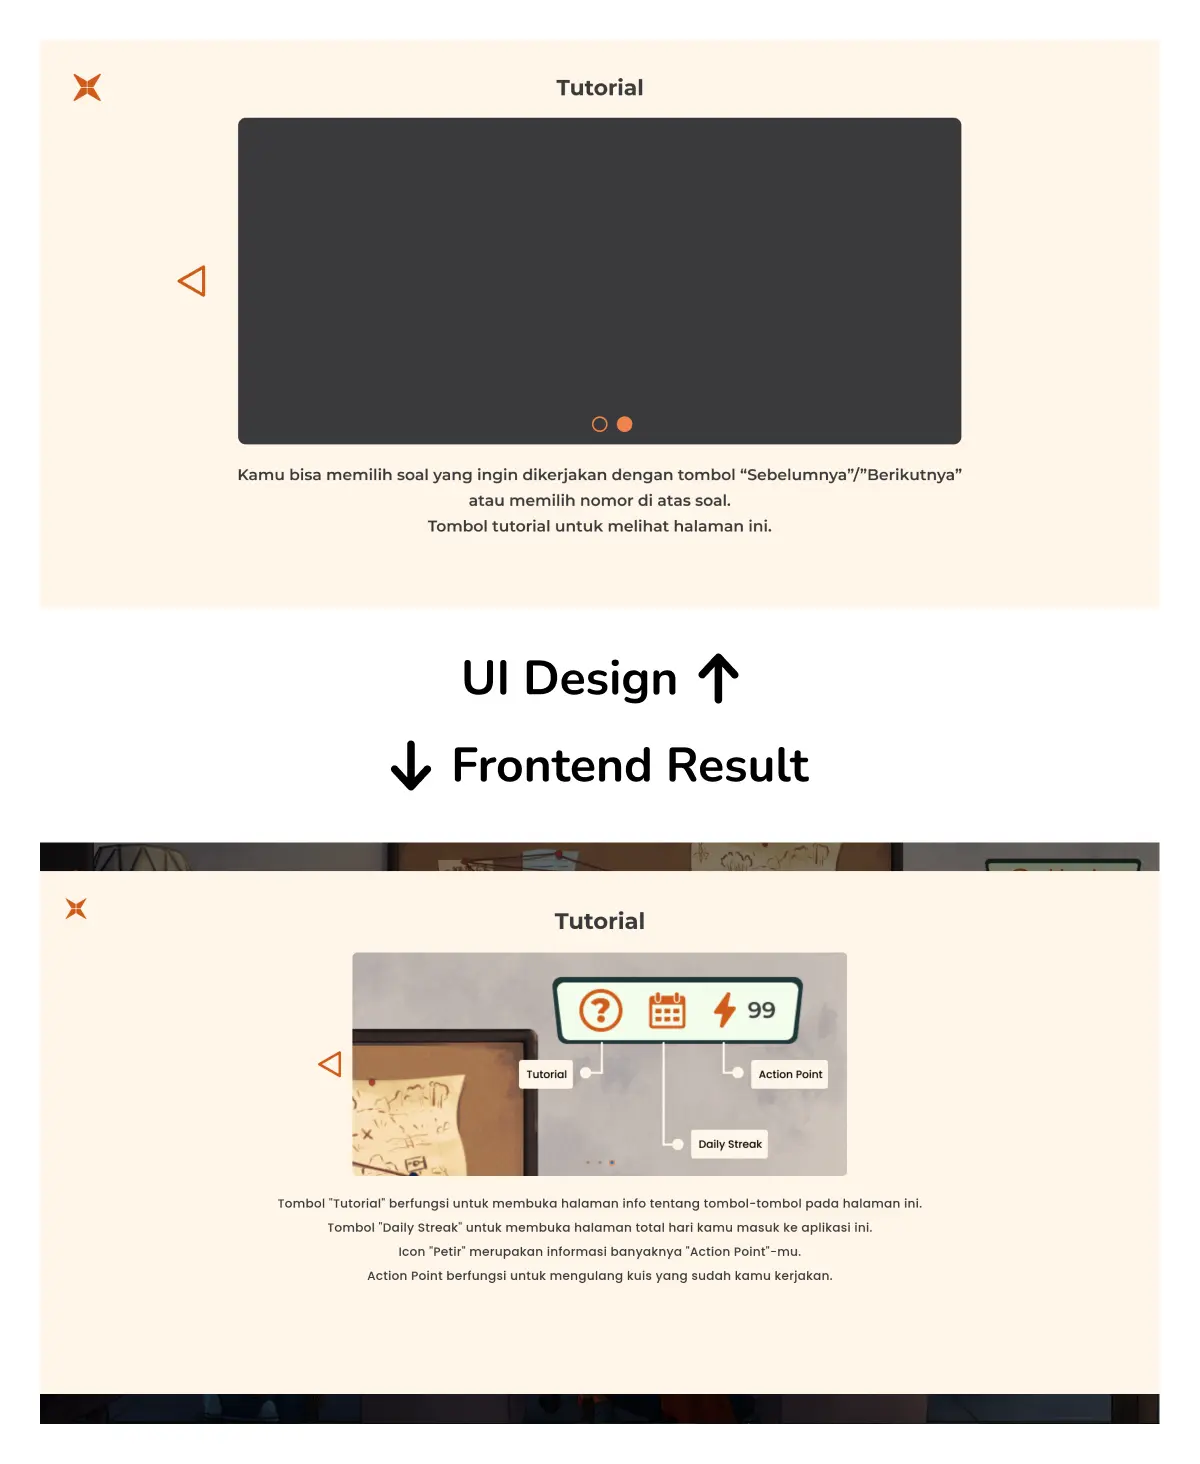 Tutorial
Kamu bisa memilih soal yang ingin dikerjakan dengan tombol “Sebelumnya”/”Berikutnya”
atau memilih nomor di atas soal.
Tombol tutorial untuk melihat halaman ini.
UI Design ↑
↓ Frontend Result
Tutorial
? 99
Tutorial
Action Point
Daily Streak
Tombol "Tutorial" berfungsi untuk membuka halaman info tentang tombol-tombol pada halaman ini.
Tombol "Daily Streak" untuk membuka halaman total hari kamu masuk ke aplikasi ini.
Icon "Petir" merupakan informasi banyaknya "Action Point"-mu.
Action Point berfungsi untuk mengulang kuis yang sudah kamu kerjakan.